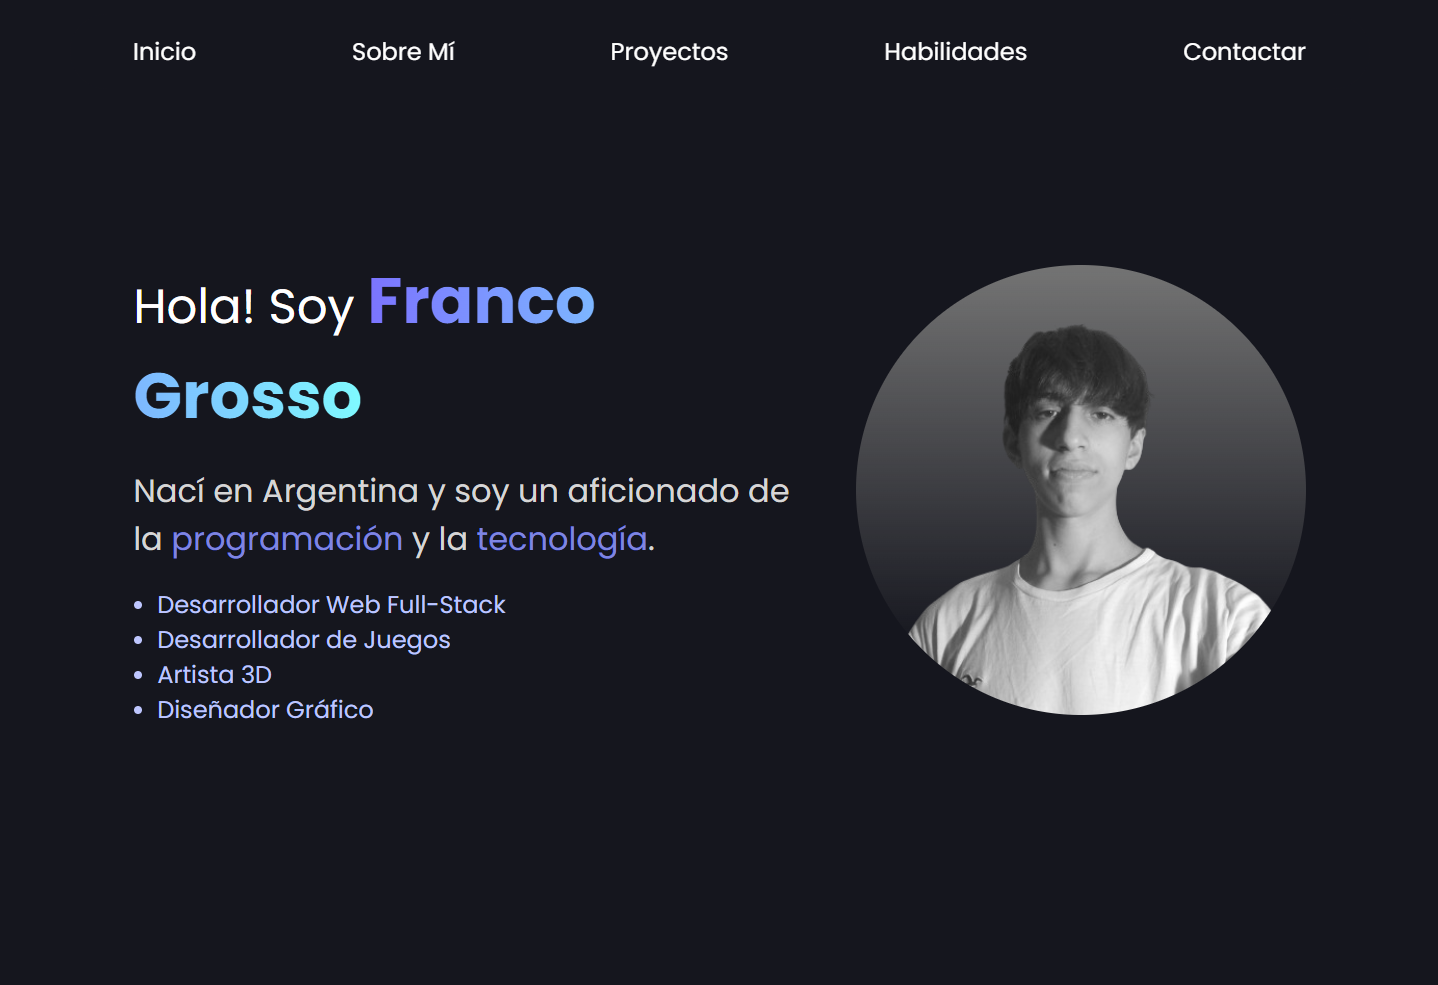 Inicio Sobre Mí Proyectos Habilidades Contactar
Hola! Soy Franco
Grosso
Nací en Argentina y soy un aficionado de
la programación y la tecnología.
• Desarrollador Web Full-Stack
• Desarrollador de Juegos
• Artista 3D
• Diseñador Gráfico